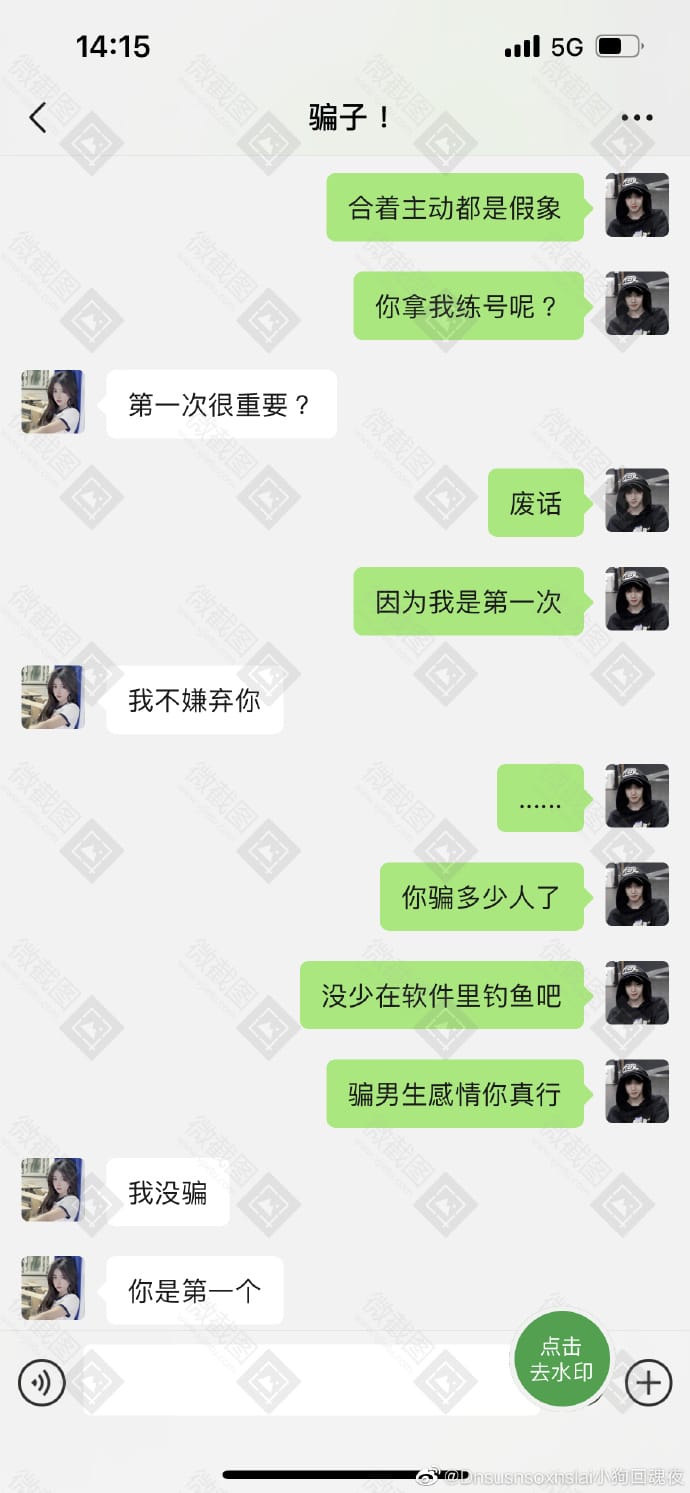 14:15
5G
骗子！
合着主动都是假象
你拿我练号呢？
第一次很重要？
废话
因为我是第一次
我不嫌弃你
......
你骗多少人了
没少在软件里钓鱼吧
骗男生感情你真行
我没骗
你是第一个
点击
去水印
@Dnsusnsoxnslai小狗回魂夜
微截图